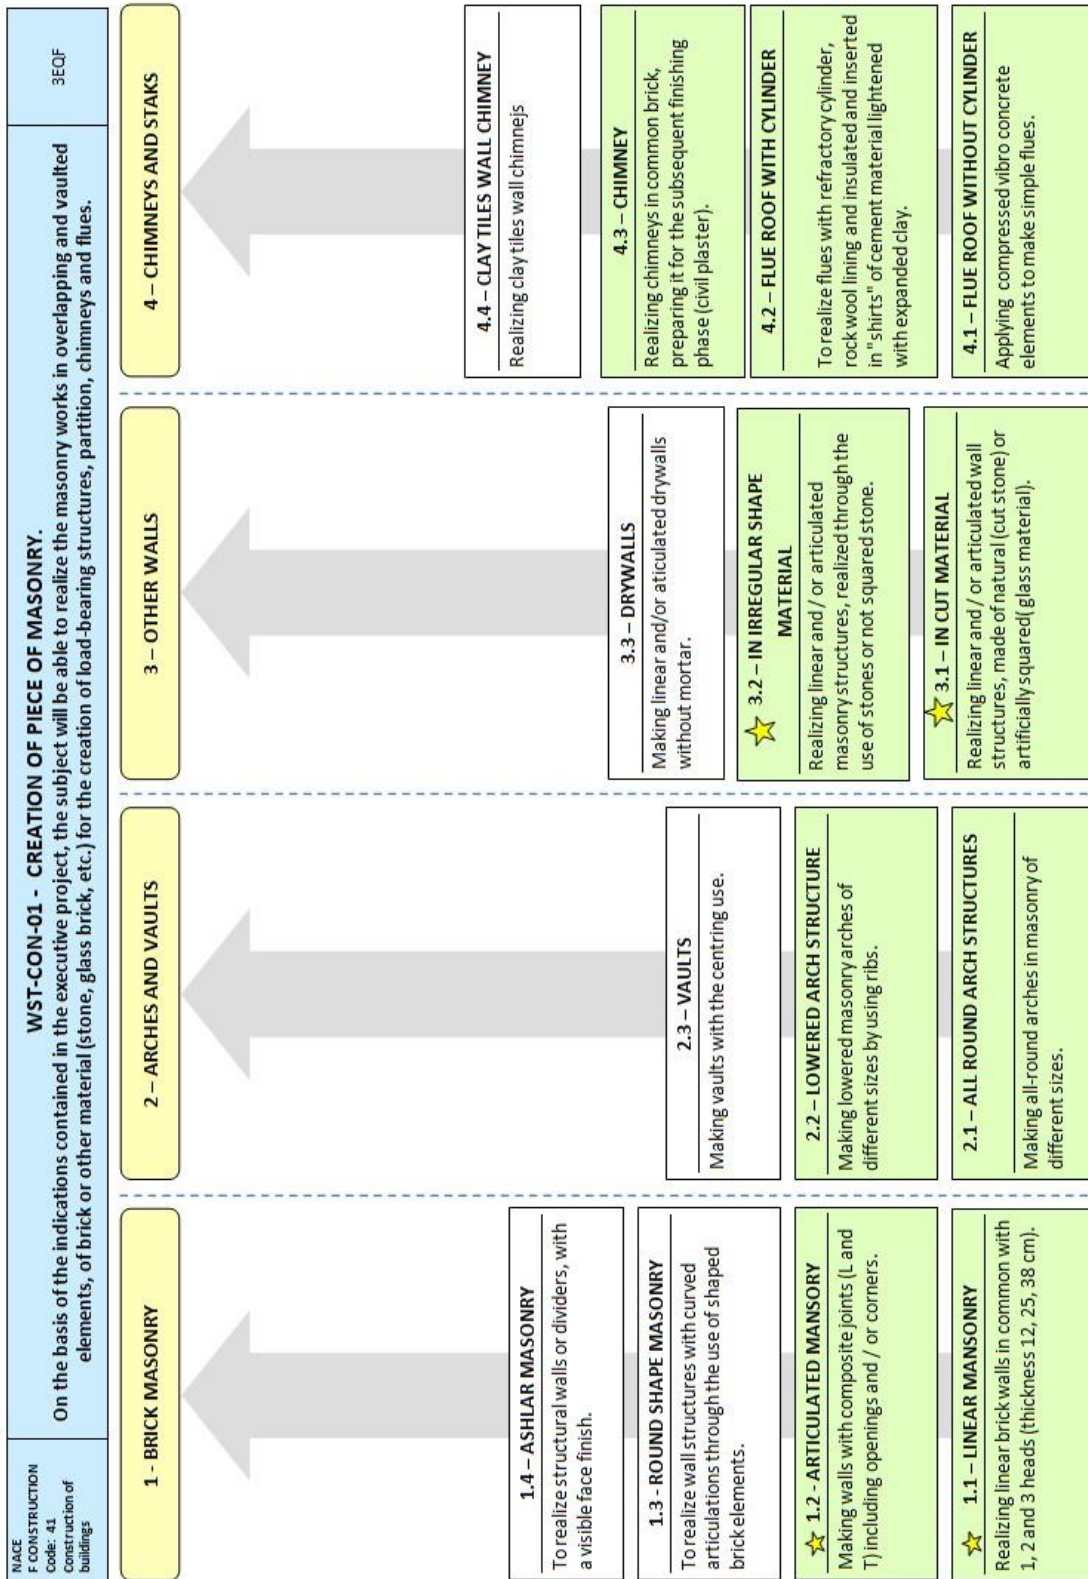 NACE
F CONSTRUCTION
Code: 41
Construction of
buildings
WST-CON-01 - CREATION OF PIECE OF MASONRY.
On the basis of the indications contained in the executive project, the subject will be able to realize the masonry works in overlapping and vaulted
elements, of brick or other material (stone, glass brick, etc.) for the creation of load-bearing structures, partition, chimneys and flues.
3EQF
1 - BRICK MASONRY
1.4 – ASHLAR MASONRY
To realize structural walls or dividers, with
a visible face finish.
1.3 - ROUND SHAPE MASONRY
To realize wall structures with curved
articulations through the use of shaped
brick elements.
1.2 - ARTICULATED MANSORY
Making walls with composite joints (L and
T) including openings and / or corners.
1.1 – LINEAR MANSONRY
Realizing linear brick walls in common with
1, 2 and 3 heads (thickness 12, 25, 38 cm).
2 – ARCHES AND VAULTS
2.3 – VAULTS
Making vaults with the centring use.
2.2 – LOWERED ARCH STRUCTURE
Making lowered masonry arches of
different sizes by using ribs.
2.1 – ALL ROUND ARCH STRUCTURES
Making all-round arches in masonry of
different sizes.
3 – OTHER WALLS
3.3 – DRYWALLS
Making linear and/or aticulated drywalls
without mortar.
3.2 – IN IRREGULAR SHAPE
MATERIAL
Realizing linear and / or articulated
masonry structures, realized through the
use of stones or not squared stone.
3.1 – IN CUT MATERIAL
Realizing linear and / or articulated wall
structures, made of natural (cut stone) or
artificially squared( glass material).
4 – CHIMNEYS AND STAKS
4.4 – CLAY TILES WALL CHIMNEY
Realizing clay tiles wall chimnejs
4.3 – CHIMNEY
Realizing chimneys in common brick,
preparing it for the subsequent finishing
phase (civil plaster).
4.2 – FLUE ROOF WITH CYLINDER
To realize flues with refractory cylinder,
rock wool lining and insulated and inserted
in "shirts" of cement material lightened
with expanded clay.
4.1 – FLUE ROOF WITHOUT CYLINDER
Applying compressed vibro concrete
elements to make simple flues.